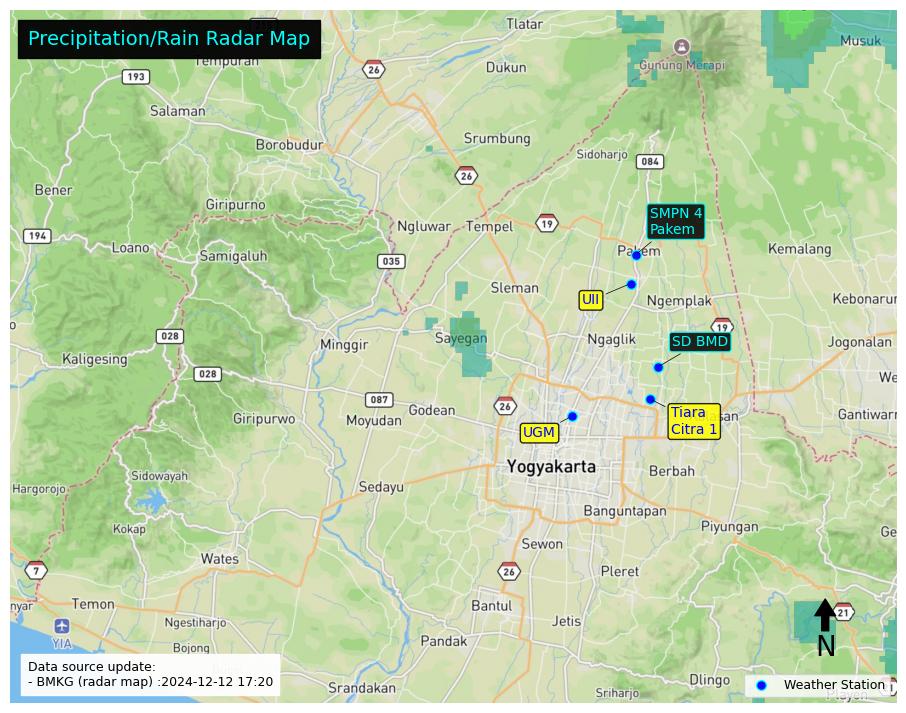 Precipitation/Rain Radar Map
Tlatar
Musuk
Gunung Merapi
193
26
Dukun
Salaman
Borobudur
Srumbung
Sidoharjo
084
26
Bener
Giripurno
SMPN 4
Pakem
194
Ngluwar
Tempel
19
Loano
Samigaluh
035
Kemalang
Sleman
UII
Ngemplak
Kebonarum
028
Sayegan
Ngaglik
19
SD BMD
Minggir
Jogonalan
Kaligesing
028
087
Godean
26
Giripurwo
Moyudan
UGM
Tiara
Citra 1
Gantiwarno
Yogyakarta
Berbah
Hargorojo
Sidowayah
Sedayu
Banguntapan
Kokap
Piyungan
Wates
Sewon
7
26
Pleret
Temon
Bantul
21
Ngestiharjo
Jetis
YIA
Bojong
Pandak
N
Data source update:
- BMKG (radar map) :2024-12-12 17:20
Dlingo
Srandakan
Sriharjo
Weather Station